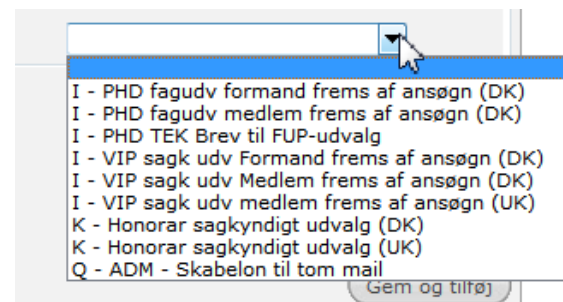 I - PHD fagudv formand frems af ansøgn (DK)
I - PHD fagudv medlem frems af ansøgn (DK)
I - PHD TEK Brev til FUP-udvalg
I - VIP sagk udv Formand frems af ansøgn (DK)
I - VIP sagk udv Medlem frems af ansøgn (DK)
I - VIP sagk udv medlem frems af ansøgn (UK)
K - Honorar sagkyndigt udvalg (DK)
K - Honorar sagkyndigt udvalg (UK)
Q - ADM - Skabelon til tom mail
Gem og tilføj